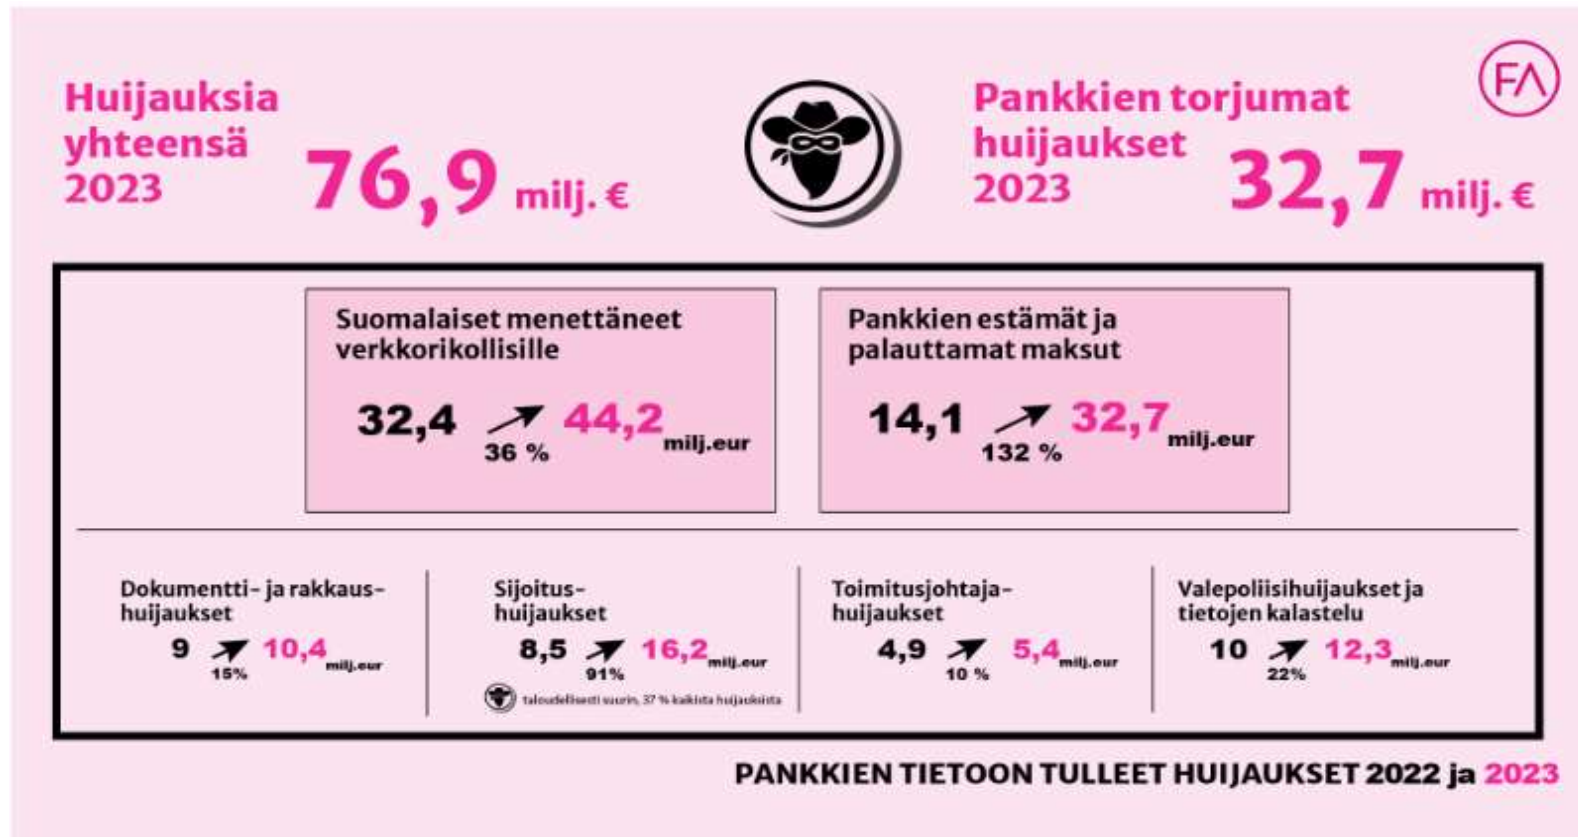 Huijauksia
yhteensä
2023
76,9 milj. €
Pankkien torjumat
huijaukset
2023
32,7 milj. €
FA
Suomalaiset menettäneet
verkkorikollisille
32,4
36 %
44,2 milj.eur
Pankkien estämät ja
palauttamat maksut
14,1
132 %
32,7 milj.eur
Dokumentti- ja rakkaus-
huijaukset
9
15%
10,4 milj.eur
Sijoitus-
huijaukset
8,5
91%
16,2 milj.eur
taloudellisesti suurin, 37 % kaikista huijauksista
Toimitusjohtaja-
huijaukset
4,9
10 %
5,4 milj.eur
Valepoliisihuijaukset ja
tietojen kalastelu
10
22%
12,3 milj.eur
PANKKIEN TIETOON TULLEET HUIJAUKSET 2022 ja 2023